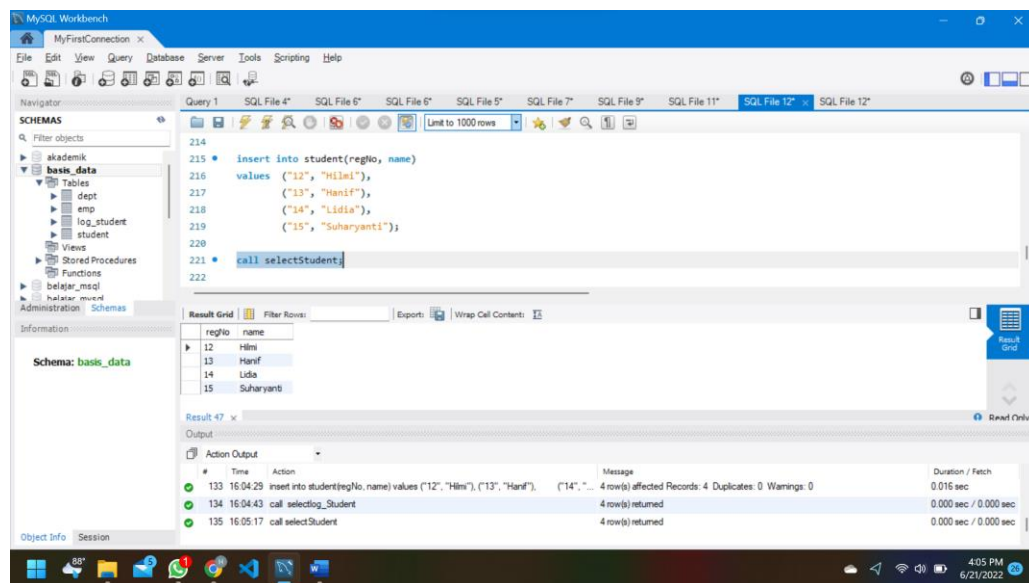 MySQL Workbench
MyFirstConnection ×
File Edit View Query Database Server Tools Scripting Help
Navigator
Query 1 SQL File 4* SQL File 6* SQL File 6* SQL File 5* SQL File 7* SQL File 9* SQL File 11* SQL File 12* × SQL File 12*
SCHEMAS
Filter objects
Limit to 1000 rows
akademik
basis_data
Tables
dept
emp
log_student
student
Views
Stored Procedures
Functions
belajar_msql
belajar_mysql
Administration Schemas
Information
Schema: basis_data
Object Info Session
214
215 insert into student(regNo, name)
216 values ("12", "Hilmi"),
217 ("13", "Hanif"),
218 ("14", "Lidia"),
219 ("15", "Suharyanti");
220
221 call selectStudent;
222
Result Grid Filter Rows: Export: Wrap Cell Content:
regNo name
12 Hilmi
13 Hanif
14 Lidia
15 Suharyanti
Result Grid
Result 47 × Read Only
Output
Action Output
# Time Action Message Duration / Fetch
133 16:04:29 insert into student(regNo, name) values ("12", "Hilmi"), ("13", "Hanif"), ("14", "... 4 row(s) affected Records: 4 Duplicates: 0 Warnings: 0 0.016 sec
134 16:04:43 call selectlog_Student 4 row(s) returned 0.000 sec / 0.000 sec
135 16:05:17 call selectStudent 4 row(s) returned 0.000 sec / 0.000 sec
88°
4:05 PM
6/21/2022